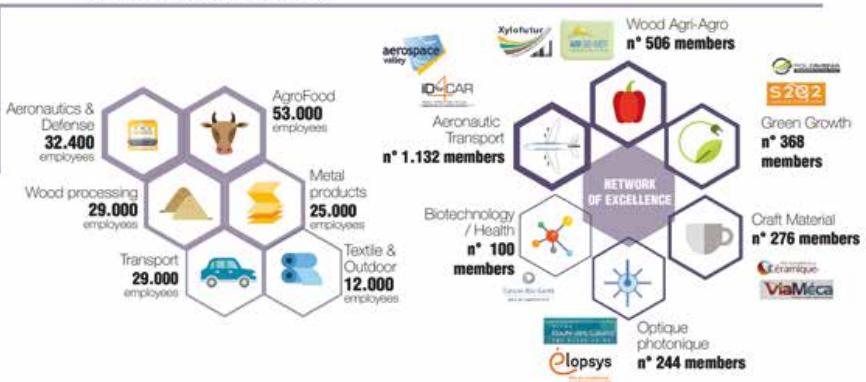 Aeronautics &
Defense
32.400
employees
AgroFood
53.000
employees
Wood processing
29.000
employees
Metal
products
25.000
employees
Transport
29.000
employees
Textile &
Outdoor
12.000
employees
aerospace
valley
iD4CAR
Xylofutur
Wood Agri-Agro
n° 506 members
S2E2
Aeronautic
Transport
n° 1.132 members
Green Growth
n° 368
members
NETWORK
OF EXCELLENCE
Biotechnology
/ Health
n° 100
members
Craft Material
n° 276 members
Céramique
ViaMéca
Optique
photonique
n° 244 members
élopsys